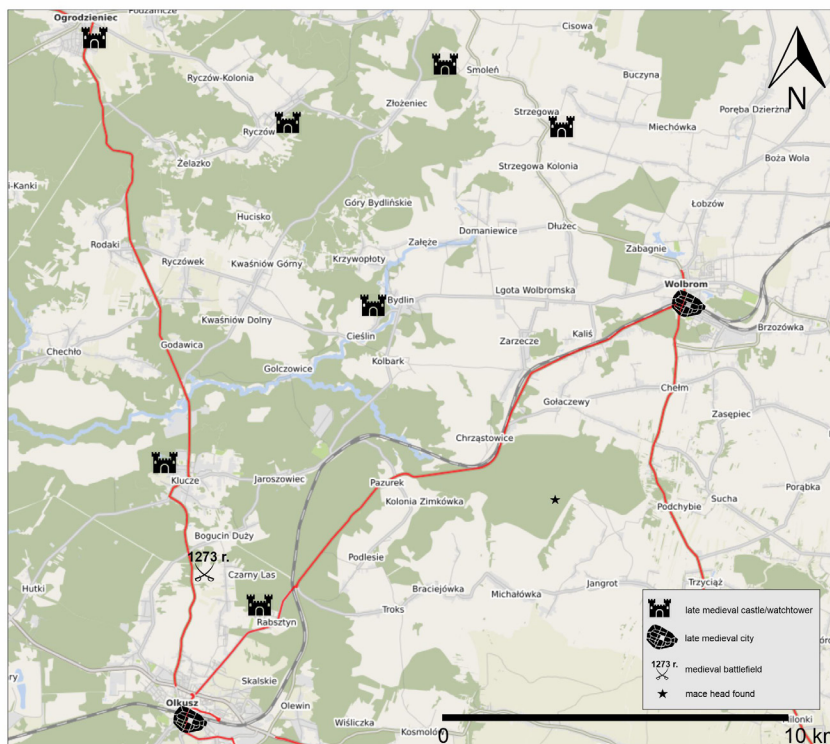 Podzamcze
Ogrodzieniec
Cisowa
Smoleń
Ryczów-Kolonia
Buczyna
Złożeniec
Strzegowa
Poręba Dzierżna
Ryczów
Miechówka
Żelazko
Strzegowa Kolonia
Boża Wola
i-Kanki
Góry Bydlińskie
Łobzów
Hucisko
Domaniewice
Dłużec
Rodaki
Załęże
Zabagnie
Ryczówek
Kwaśniów Górny
Krzywopłoty
Wolbrom
Lgota Wolbromska
Bydlin
Kwaśniów Dolny
Cieślin
Kaliś
Brzozówka
Godawica
Zarzecze
Chechło
Kolbark
Golczowice
Chełm
Gołaczewy
Zasępiec
Chrząstowice
Klucze
Jaroszowiec
Pazurek
Porąbka
Sucha
Kolonia Zimkówka
Podchybie
Bogucin Duży
1273 r.
Podlesie
Czarny Las
Hutki
Braciejówka
Michałówka
Jangrot
Trzyciąż
Troks
Rabsztyn
late medieval castle/watchtower
late medieval city
1273 r.
medieval battlefield
mace head found
Skalskie
Olkusz
Olewin
Wiśliczka
Kosmolów
ilonki
0
10 km
N